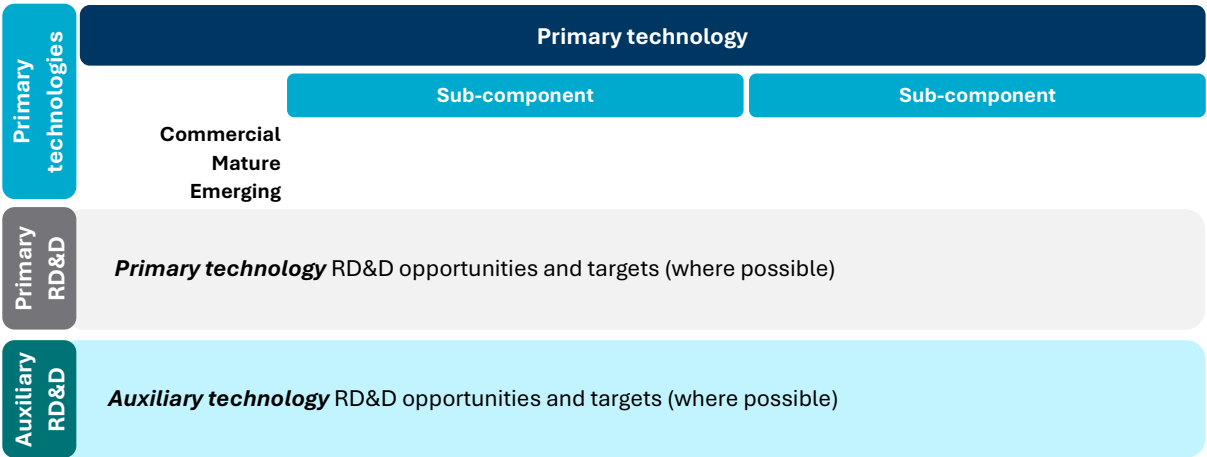 Primary
technologies
Primary technology
Sub-component
Sub-component
Commercial
Mature
Emerging
Primary
RD&D
Primary technology RD&D opportunities and targets (where possible)
Auxiliary
RD&D
Auxiliary technology RD&D opportunities and targets (where possible)